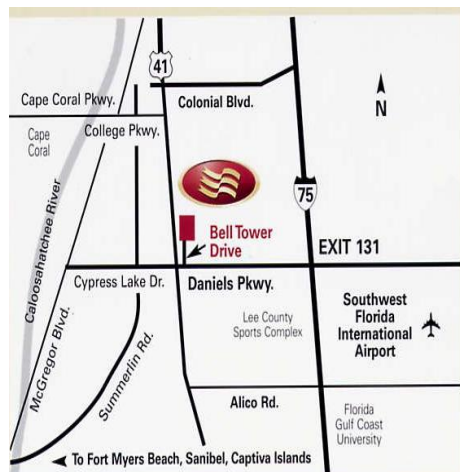 41
Cape Coral Pkwy.
Colonial Blvd.
N
Cape
Coral
College Pkwy.
Caloosahatchee River
75
Bell Tower
Drive
EXIT 131
Cypress Lake Dr.
Daniels Pkwy.
McGregor Blvd.
Summerlin Rd.
Lee County
Sports Complex
Southwest
Florida
International
Airport
Alico Rd.
Florida
Gulf Coast
University
To Fort Myers Beach, Sanibel, Captiva Islands